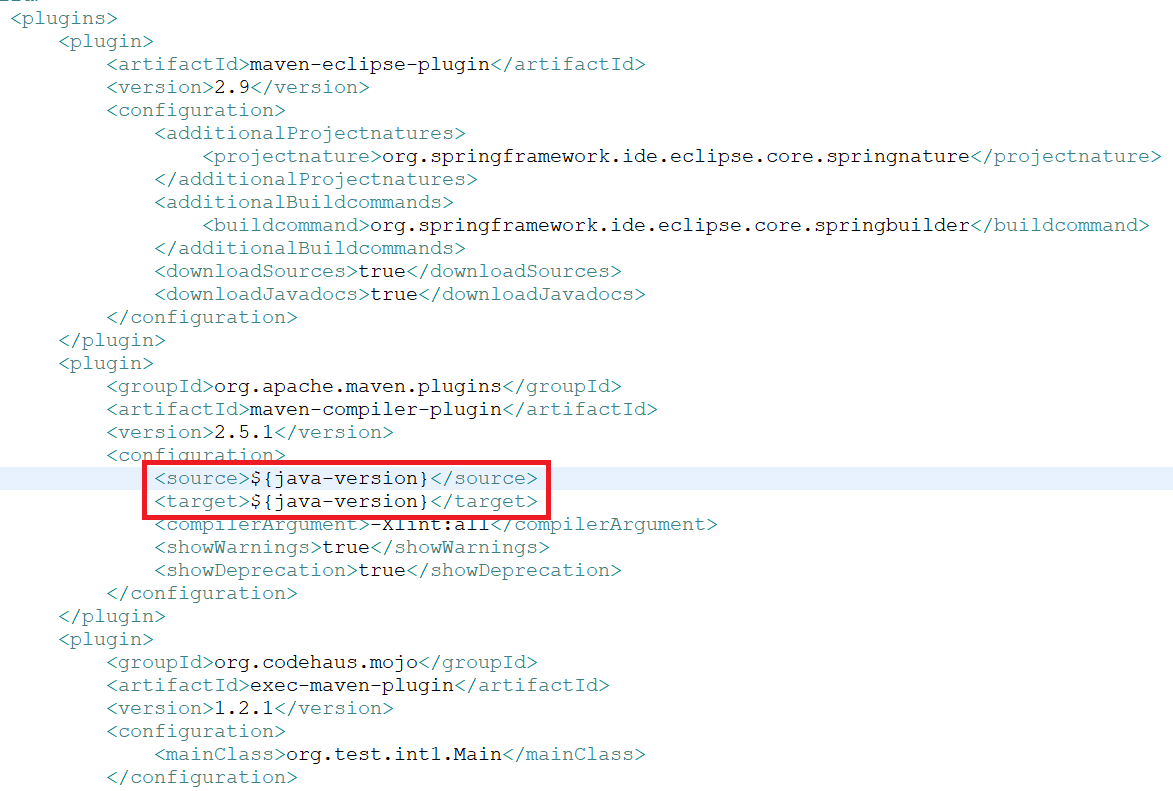 <plugins>
<plugin>
<artifactId>maven-eclipse-plugin</artifactId>
<version>2.9</version>
<configuration>
<additionalProjectnatures>
<projectnature>org.springframework.ide.eclipse.core.springnature</projectnature>
</additionalProjectnatures>
<additionalBuildcommands>
<buildcommand>org.springframework.ide.eclipse.core.springbuilder</buildcommand>
</additionalBuildcommands>
<downloadSources>true</downloadSources>
<downloadJavadocs>true</downloadJavadocs>
</configuration>
</plugin>
<plugin>
<groupId>org.apache.maven.plugins</groupId>
<artifactId>maven-compiler-plugin</artifactId>
<version>2.5.1</version>
<configuration>
<source>${java-version}</source>
<target>${java-version}</target>
<compilerArgument>-Xlint:all</compilerArgument>
<showWarnings>true</showWarnings>
<showDeprecation>true</showDeprecation>
</configuration>
</plugin>
<plugin>
<groupId>org.codehaus.mojo</groupId>
<artifactId>exec-maven-plugin</artifactId>
<version>1.2.1</version>
<configuration>
<mainClass>org.test.int1.Main</mainClass>
</configuration>